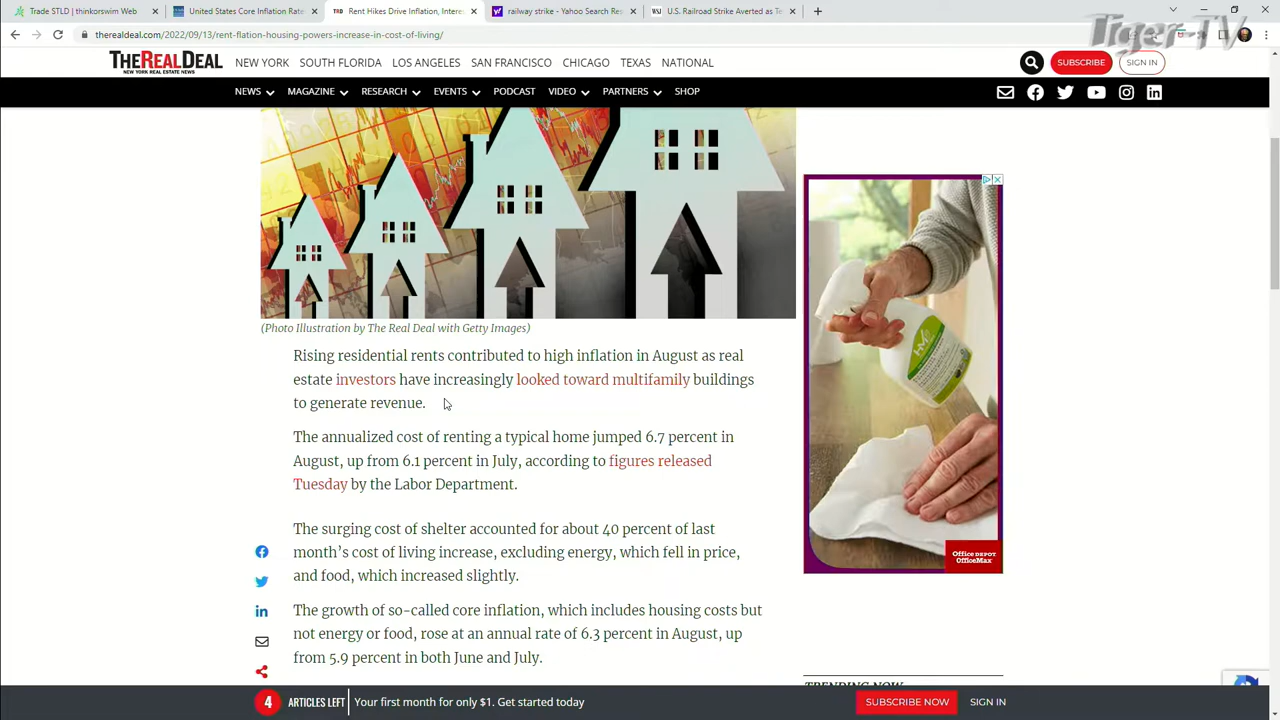 Trade STLD | thinkorswim Web
United States Core Inflation Rate
Rent Hikes Drive Inflation, Intere
railway strike - Yahoo Search Res
U.S. Railroad Strike Averted as Te
therealdeal.com/2022/09/13/rent-flation-housing-powers-increase-in-cost-of-living/
Tiger-TV
THEREALDEAL
NEW YORK REAL ESTATE NEWS
NEW YORK SOUTH FLORIDA LOS ANGELES SAN FRANCISCO CHICAGO TEXAS NATIONAL
SUBSCRIBE
SIGN IN
NEWS MAGAZINE RESEARCH EVENTS PODCAST VIDEO PARTNERS SHOP
(Photo Illustration by The Real Deal with Getty Images)
Rising residential rents contributed to high inflation in August as real
estate investors have increasingly looked toward multifamily buildings
to generate revenue.
The annualized cost of renting a typical home jumped 6.7 percent in
August, up from 6.1 percent in July, according to figures released
Tuesday by the Labor Department.
The surging cost of shelter accounted for about 40 percent of last
month's cost of living increase, excluding energy, which fell in price,
and food, which increased slightly.
The growth of so-called core inflation, which includes housing costs but
not energy or food, rose at an annual rate of 6.3 percent in August, up
from 5.9 percent in both June and July.
Office DEPOT
OfficeMax
TRENDING NOW
4 ARTICLES LEFT
Your first month for only $1. Get started today
SUBSCRIBE NOW
SIGN IN